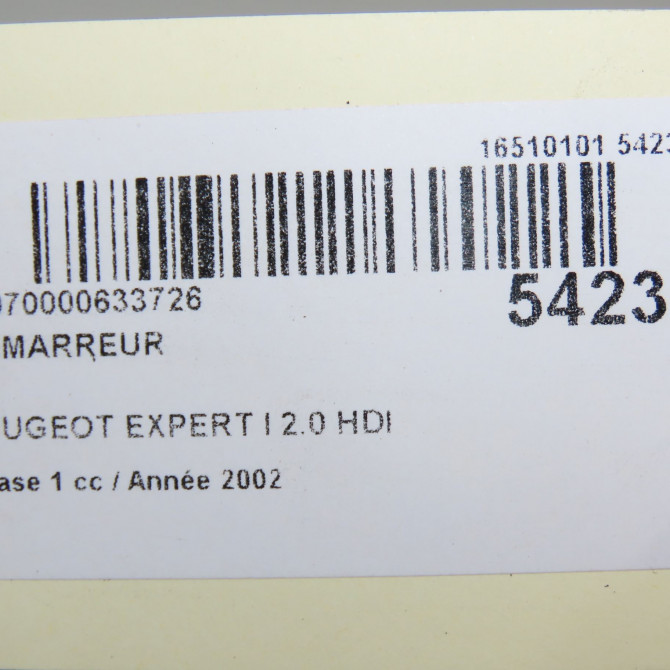 16510101 5423
070000633726
5423
MARREUR
UGEOT EXPERT I 2.0 HDI
ase 1 cc / Année 2002